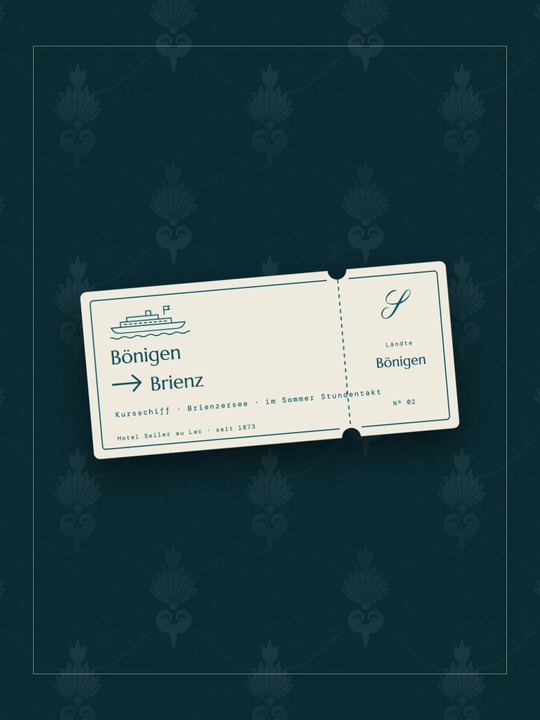 Bönigen
→ Brienz
Kursschiff · Brienzersee · im Sommer Stundentakt
Hotel Seiler au Lac · seit 1873
S
Ländte
Bönigen
Nº 02